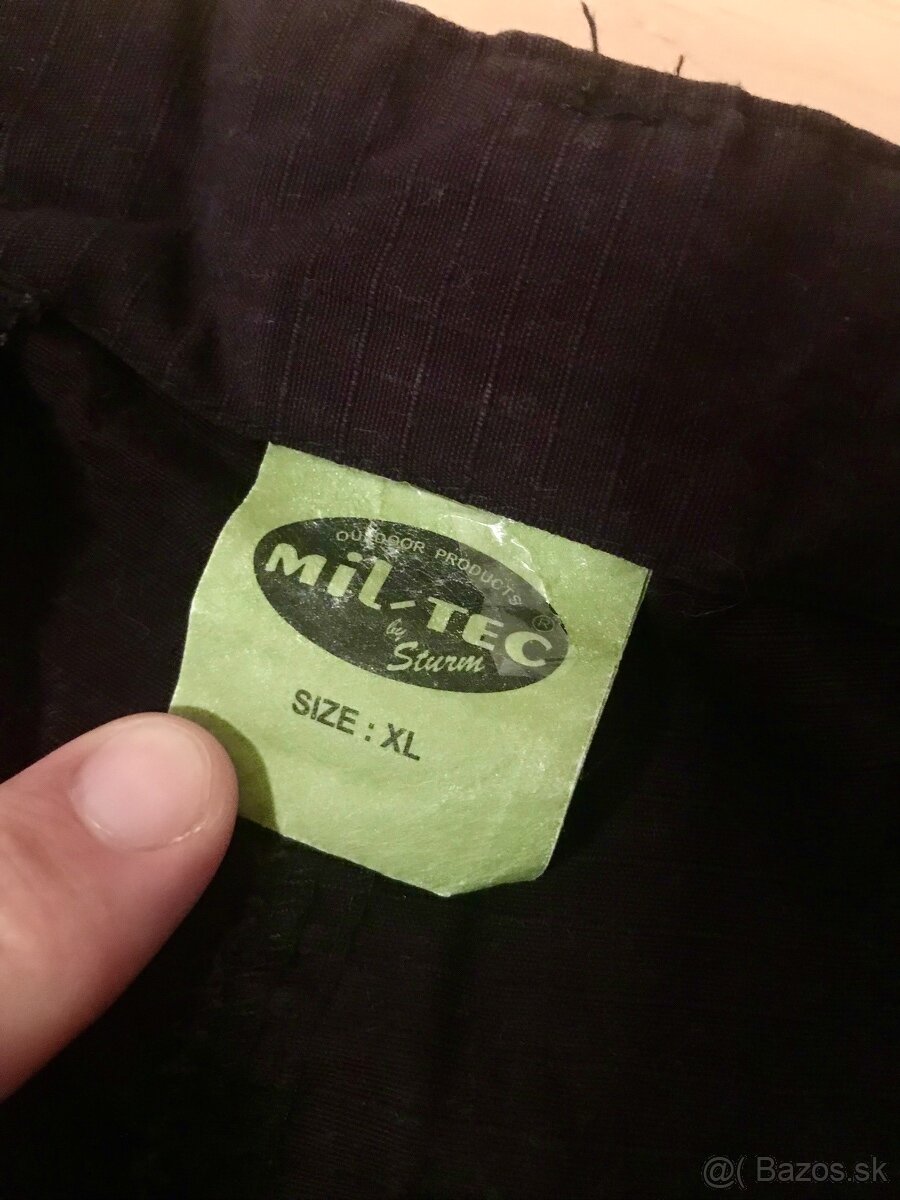 OUTDOOR PRODUCTS
Mil-TEC®
by
Sturm
SIZE : XL
@( Bazos.sk